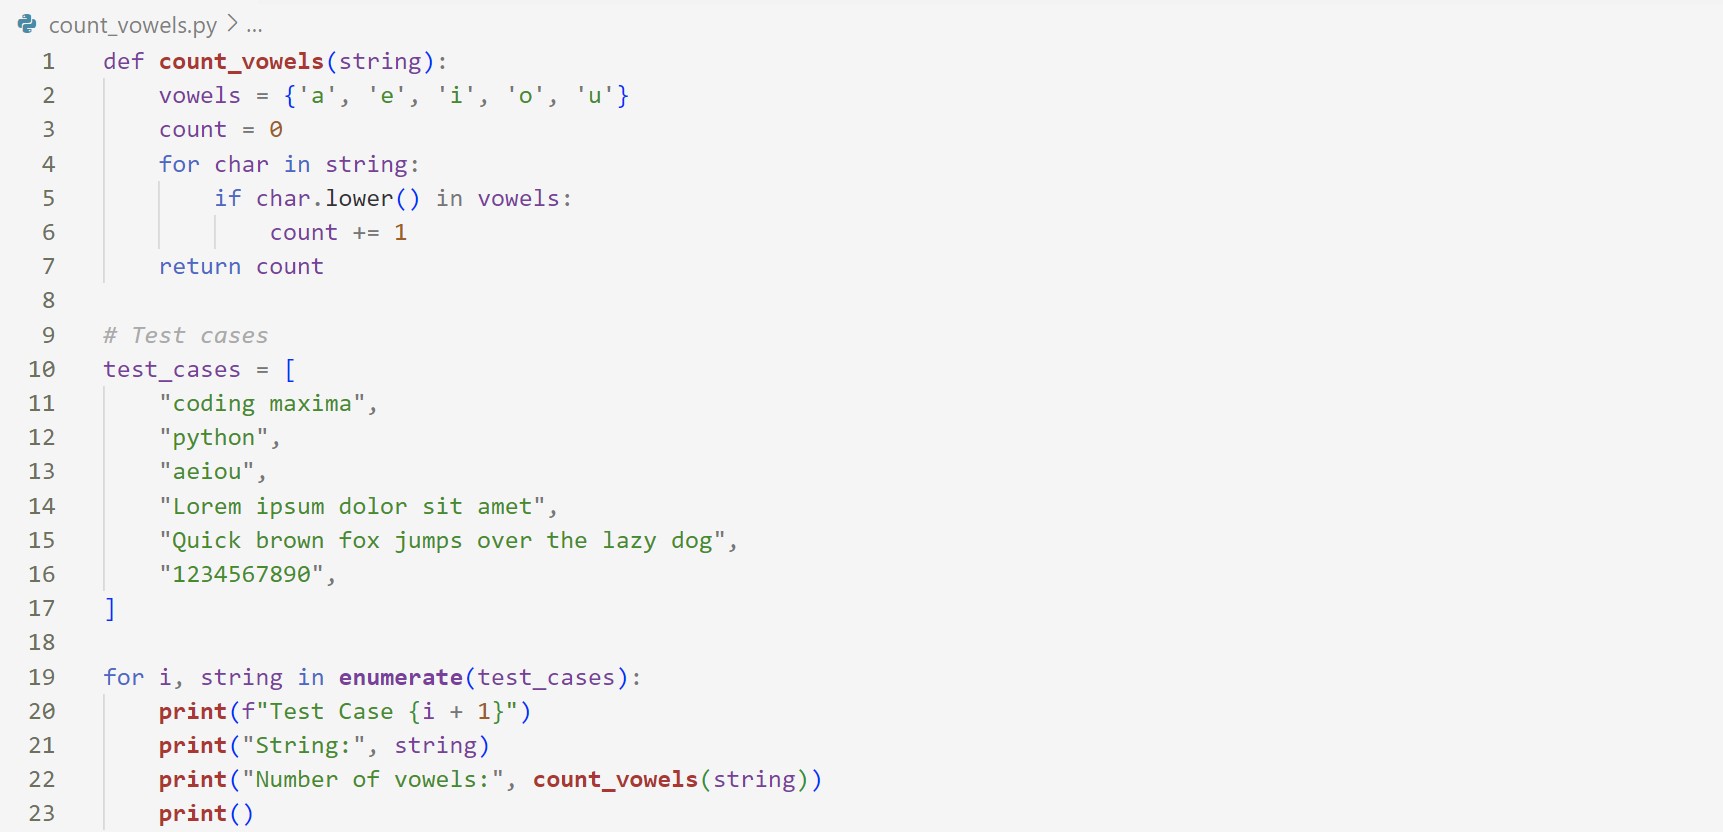 count_vowels.py > ...
1 def count_vowels(string):
2     vowels = {'a', 'e', 'i', 'o', 'u'}
3     count = 0
4     for char in string:
5         if char.lower() in vowels:
6             count += 1
7     return count
8
9 # Test cases
10 test_cases = [
11     "coding maxima",
12     "python",
13     "aeiou",
14     "Lorem ipsum dolor sit amet",
15     "Quick brown fox jumps over the lazy dog",
16     "1234567890",
17 ]
18
19 for i, string in enumerate(test_cases):
20     print(f"Test Case {i + 1}")
21     print("String:", string)
22     print("Number of vowels:", count_vowels(string))
23     print()